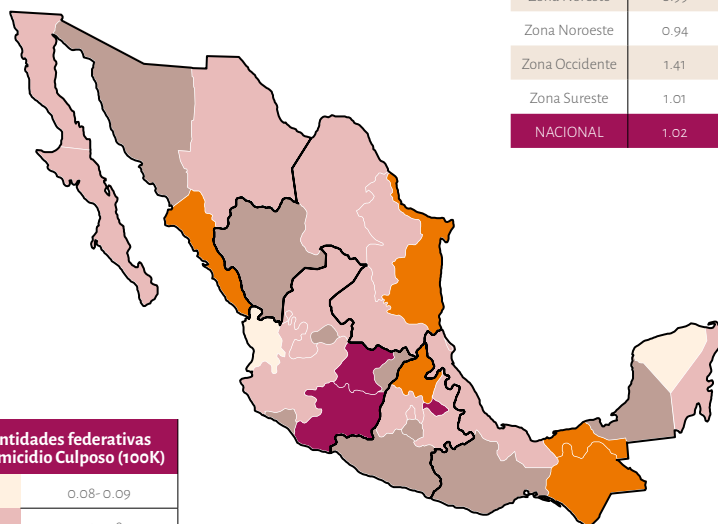 Zona Noroeste 0.94
Zona Occidente 1.41
Zona Sureste 1.01
NACIONAL 1.02
ntidades federativas
micidio Culposo (100K)
0.08-0.09